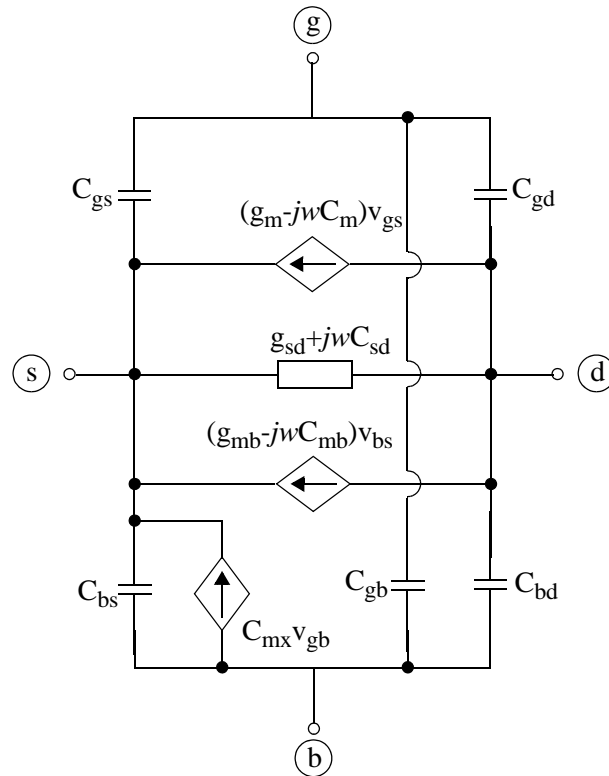 g
C_gs
C_gd
(g_m-jwC_m)v_gs
g_sd+jwC_sd
s
d
(g_mb-jwC_mb)v_bs
C_bs
C_gb
C_bd
C_mx v_gb
b